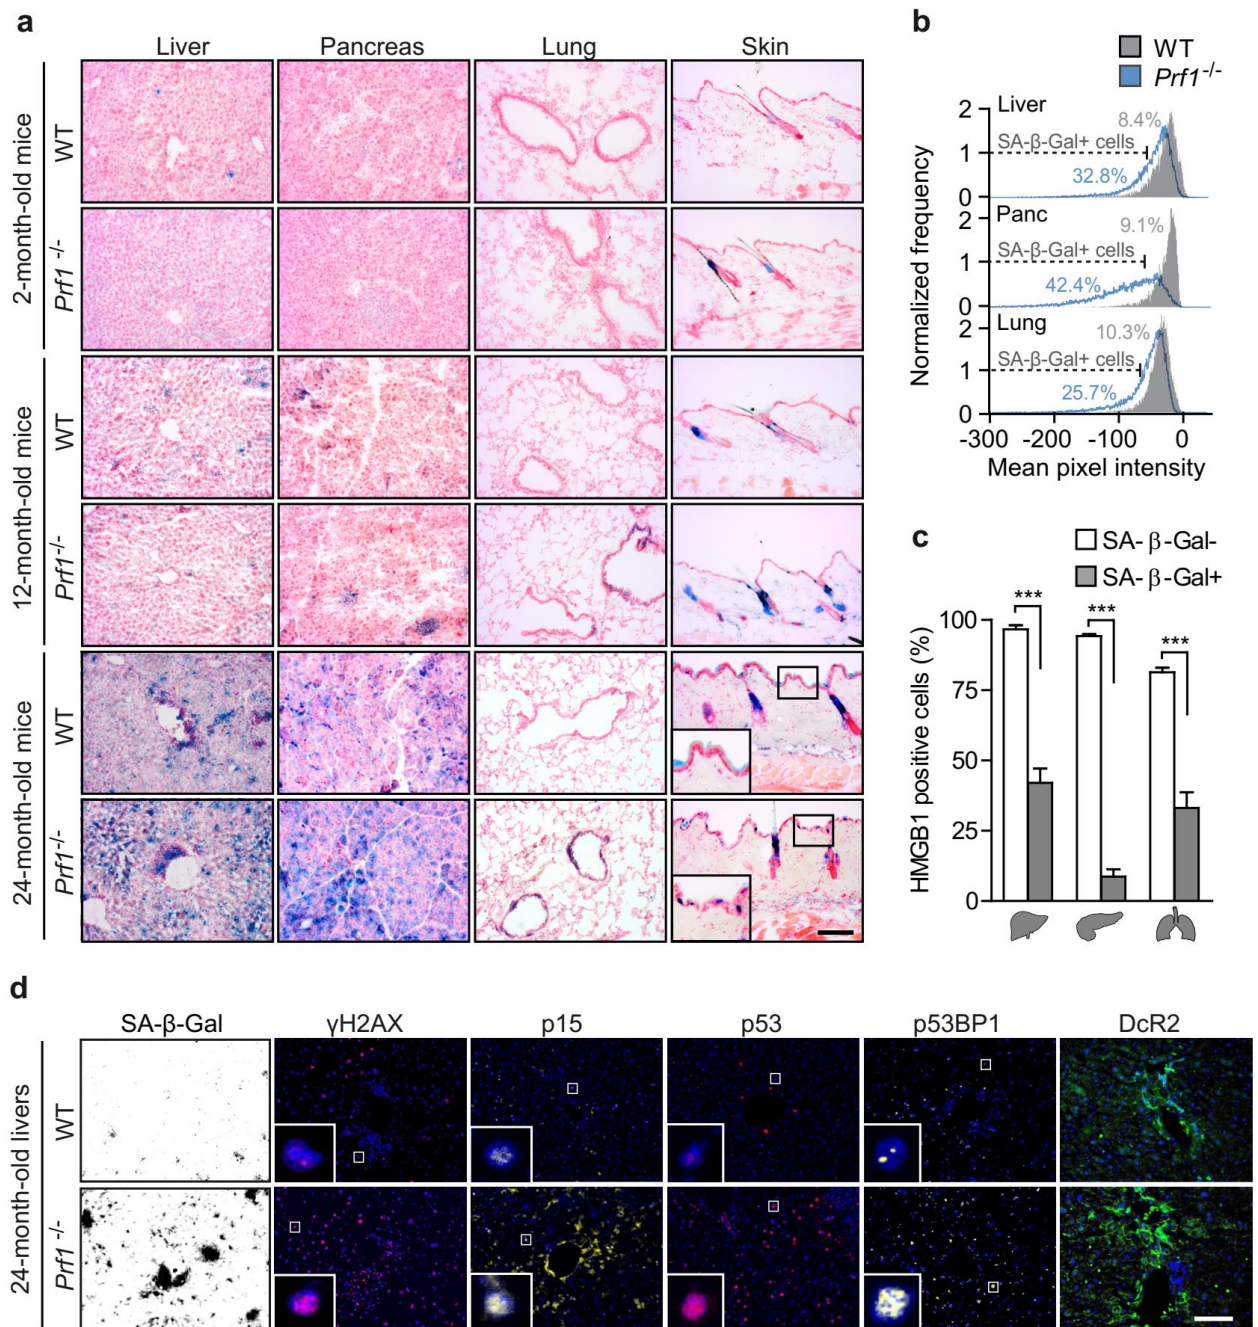 a
Liver Pancreas Lung Skin
2-month-old mice
WT
Prf1 -/-
12-month-old mice
WT
Prf1-/-
24-month-old mice
WT
Prf1-/-
b
WT
Prf1-/-
Normalized frequency
2 Liver 8.4%
1 SA-β-Gal+ cells
32.8%
0
2 Panc 9.1%
SA-β-Gal+ cells
1
42.4%
0
2 Lung 10.3%
SA-β-Gal+ cells
1
25.7%
0
-300 -200 -100 0
Mean pixel intensity
c
SA- β -Gal-
SA- β -Gal+
HMGB1 positive cells (%)
*** *** ***
100
75
50
25
0
d
SA-β-Gal γH2AX p15 p53 p53BP1 DcR2
24-month-old livers
WT
Prf1 -/-